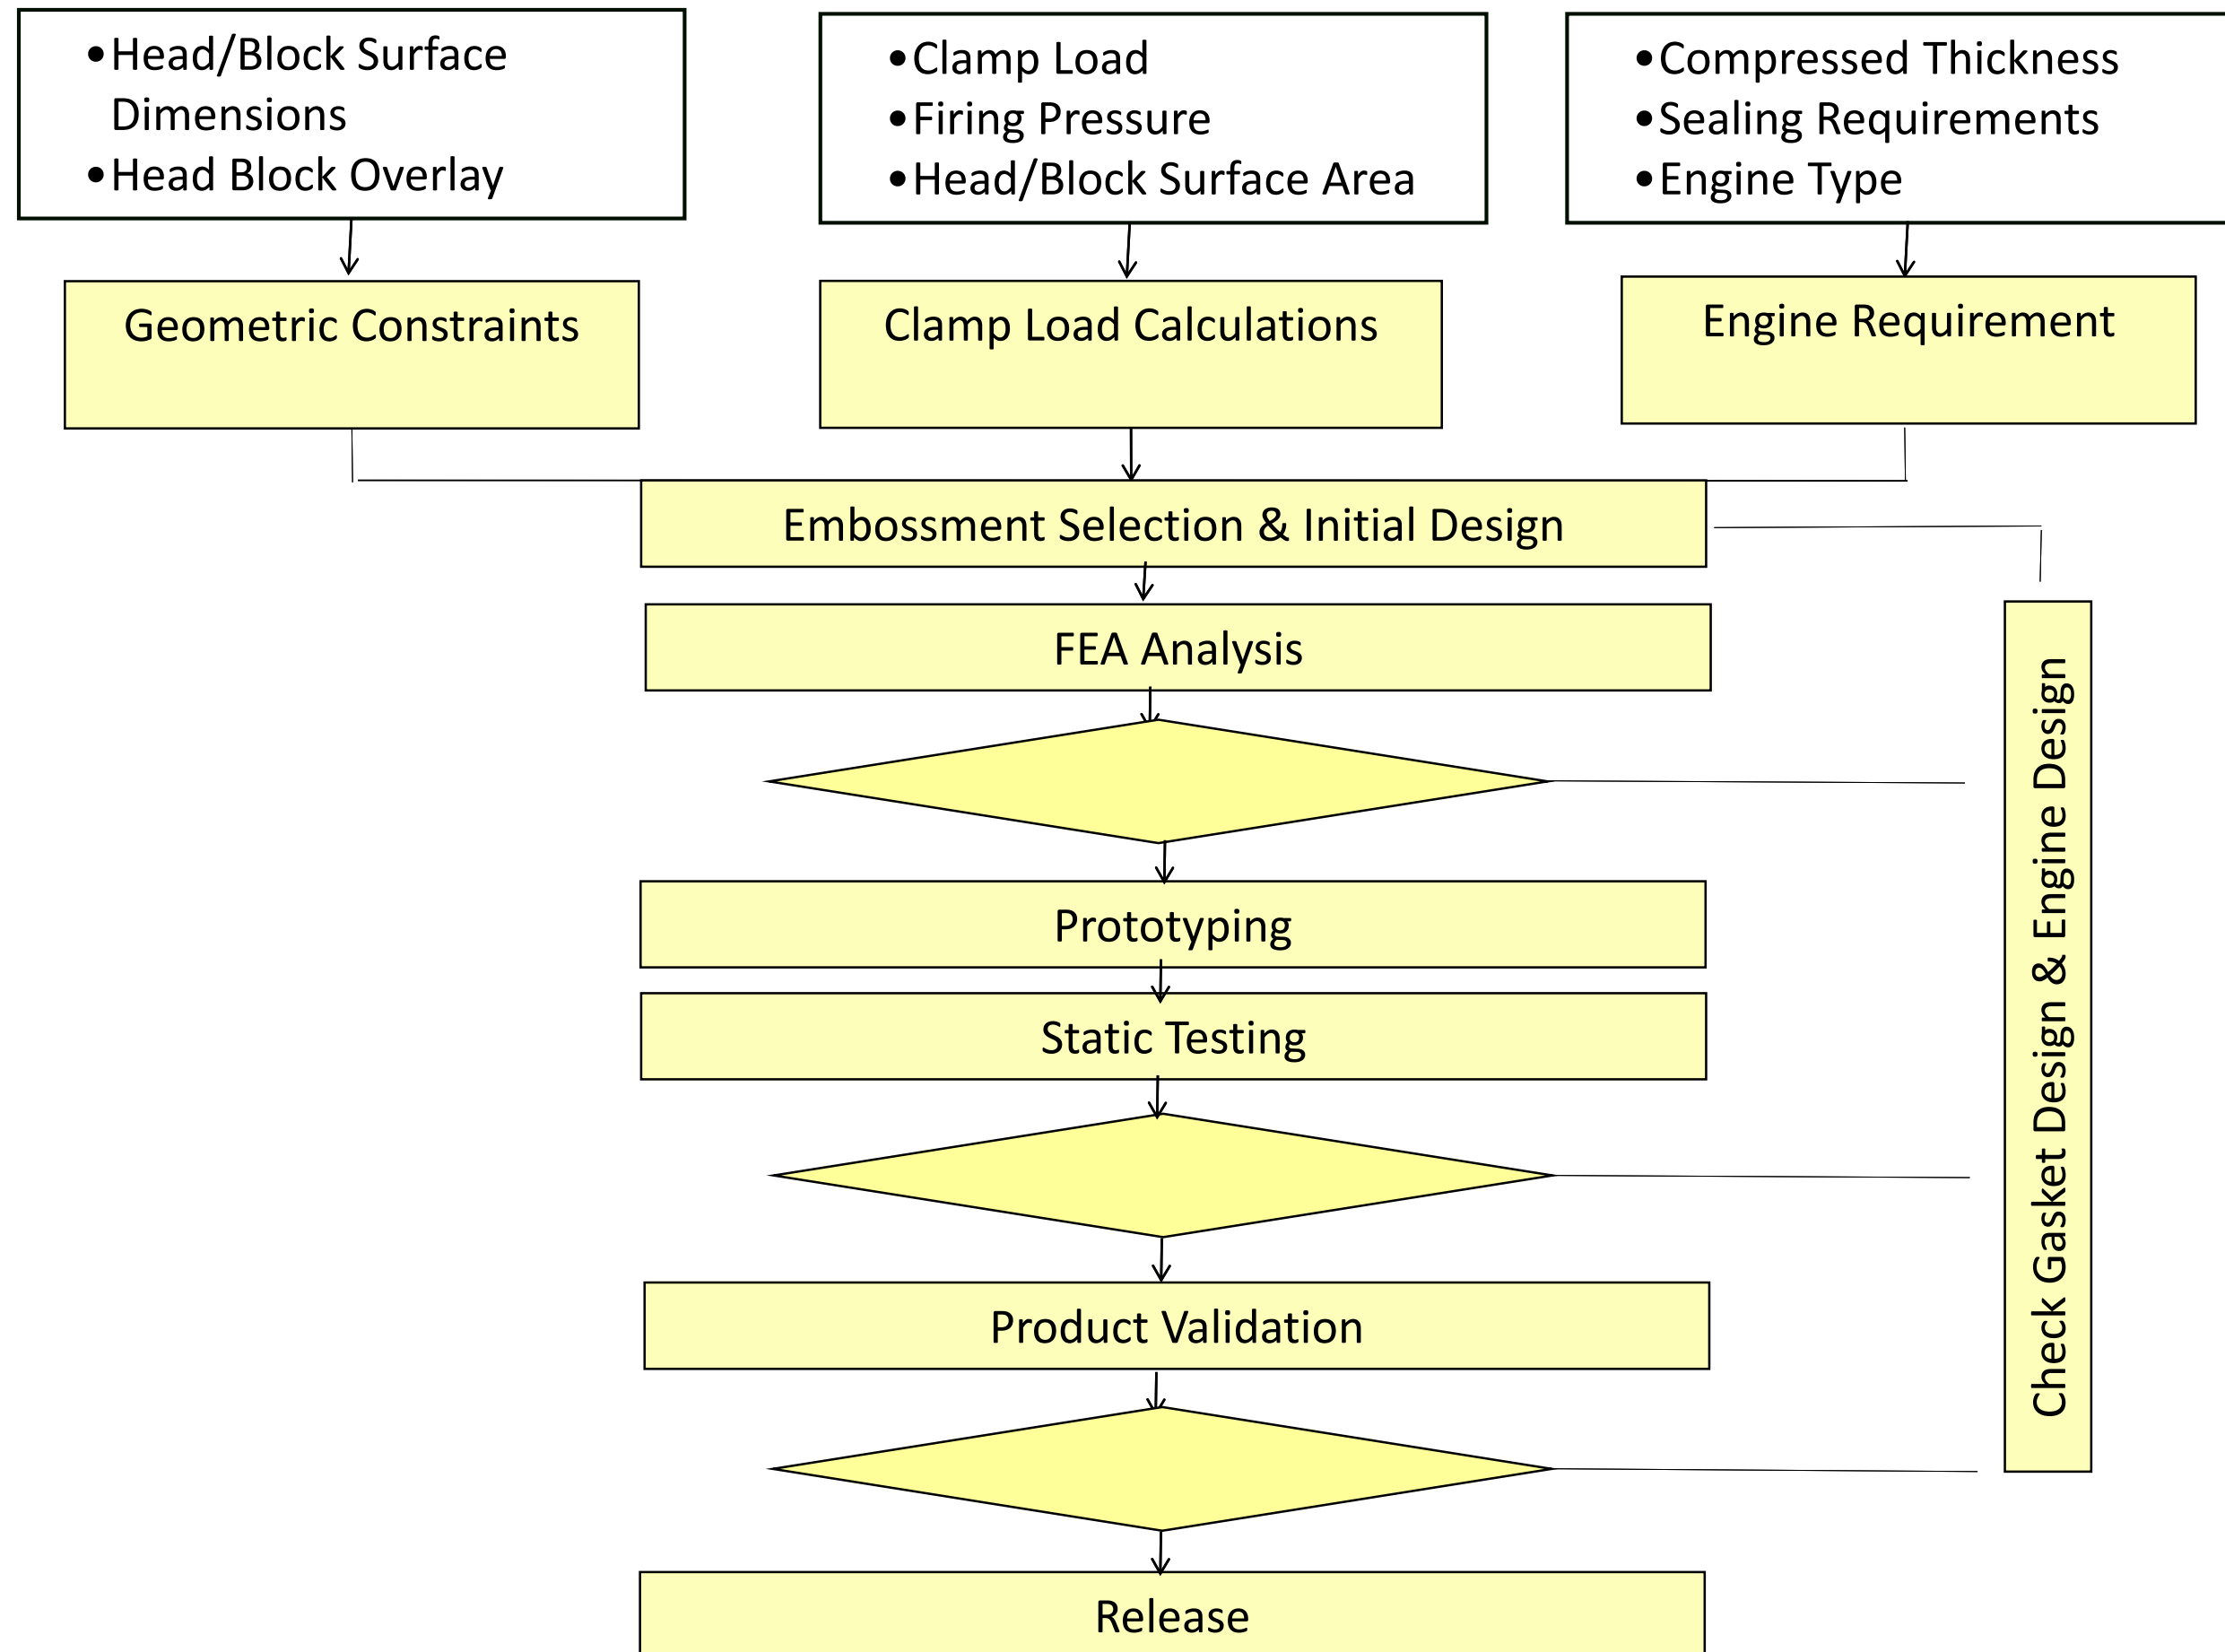 •Head/Block Surface
Dimensions
•Head Block Overlay
•Clamp Load
•Firing Pressure
•Head/Block Surface Area
•Compressed Thickness
•Sealing Requirements
•Engine Type
Geometric Constraints
Clamp Load Calculations
Engine Requirement
Embossment Selection & Initial Design
FEA Analysis
Prototyping
Static Testing
Product Validation
Release
Check Gasket Design & Engine Design